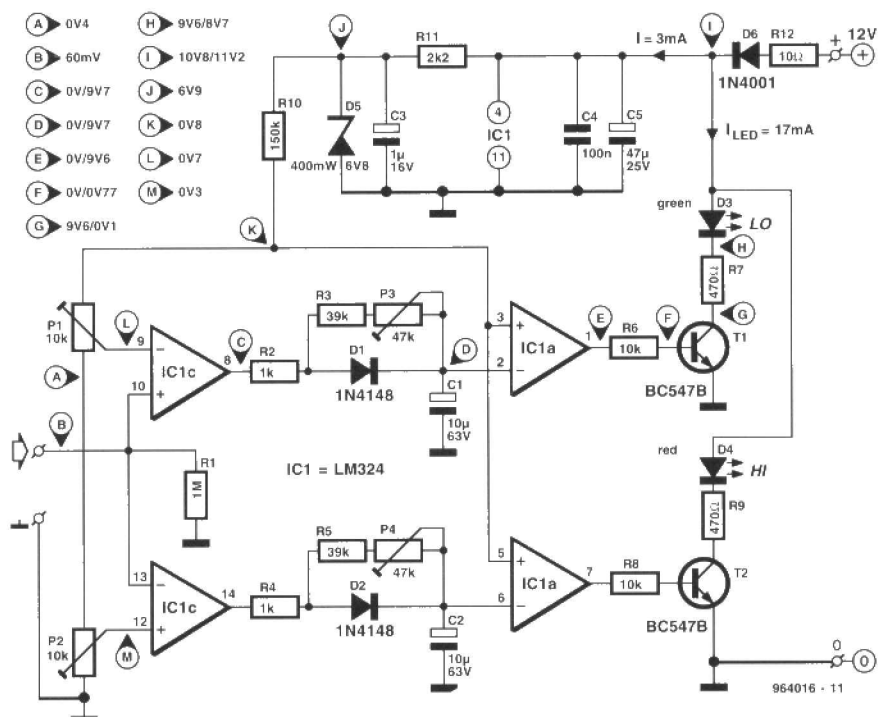 A 0V4
B 60mV
C 0V/9V7
D 0V/9V7
E 0V/9V6
F 0V/0V77
G 9V6/0V1
H 9V6/8V7
I 10V8/11V2
J 6V9
K 0V8
L 0V7
M 0V3
J
R11
2k2
I = 3mA
I
D6
1N4001
R12
10Ω
+ 12V
+
R10
150k
D5
400mW 6V8
C3
1µ
16V
4
IC1
11
C4
100n
C5
47µ
25V
ILED = 17mA
green
D3
LO
H
R7
470Ω
G
K
P1
10k
L
9
−
10
+
IC1c
8
C
R2
1k
R3
39k
P3
47k
D1
1N4148
D
C1
10µ
63V
3
+
2
−
IC1a
1
E
R6
10k
F
T1
BC547B
A
B
R1
1M
IC1 = LM324
red
D4
HI
R9
470Ω
13
−
12
+
IC1c
14
R4
1k
R5
39k
P4
47k
D2
1N4148
C2
10µ
63V
5
+
6
−
IC1a
7
R8
10k
T2
BC547B
P2
10k
M
0
0
964016 - 11